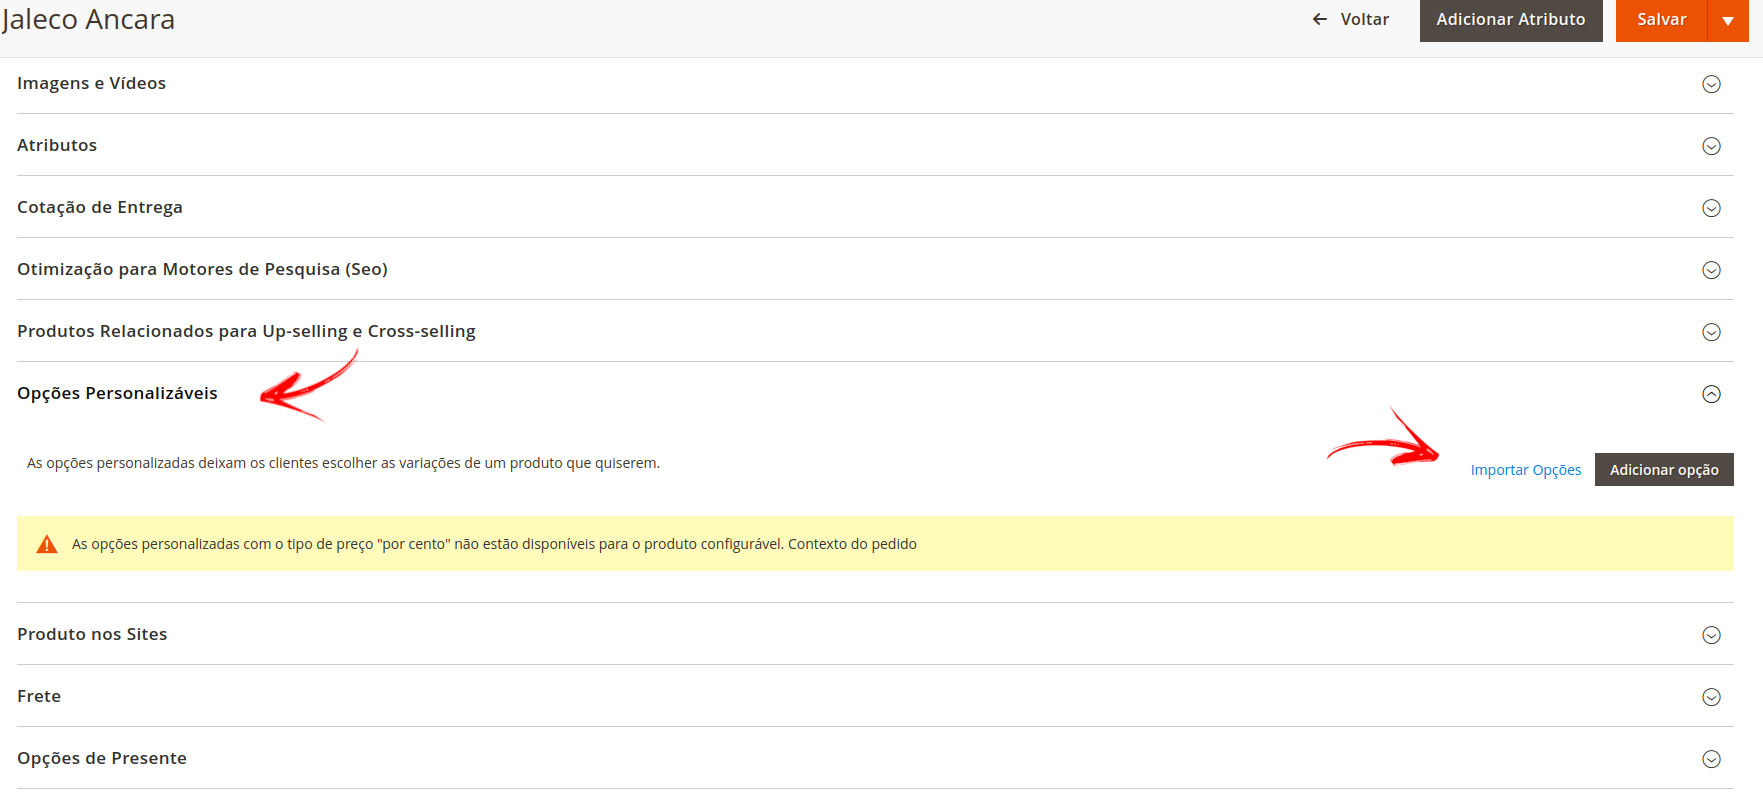 Jaleco Ancara
Voltar
Adicionar Atributo
Salvar
Imagens e Vídeos
Atributos
Cotação de Entrega
Otimização para Motores de Pesquisa (Seo)
Produtos Relacionados para Up-selling e Cross-selling
Opções Personalizáveis
As opções personalizadas deixam os clientes escolher as variações de um produto que quiserem.
Importar Opções
Adicionar opção
As opções personalizadas com o tipo de preço "por cento" não estão disponíveis para o produto configurável. Contexto do pedido
Produto nos Sites
Frete
Opções de Presente